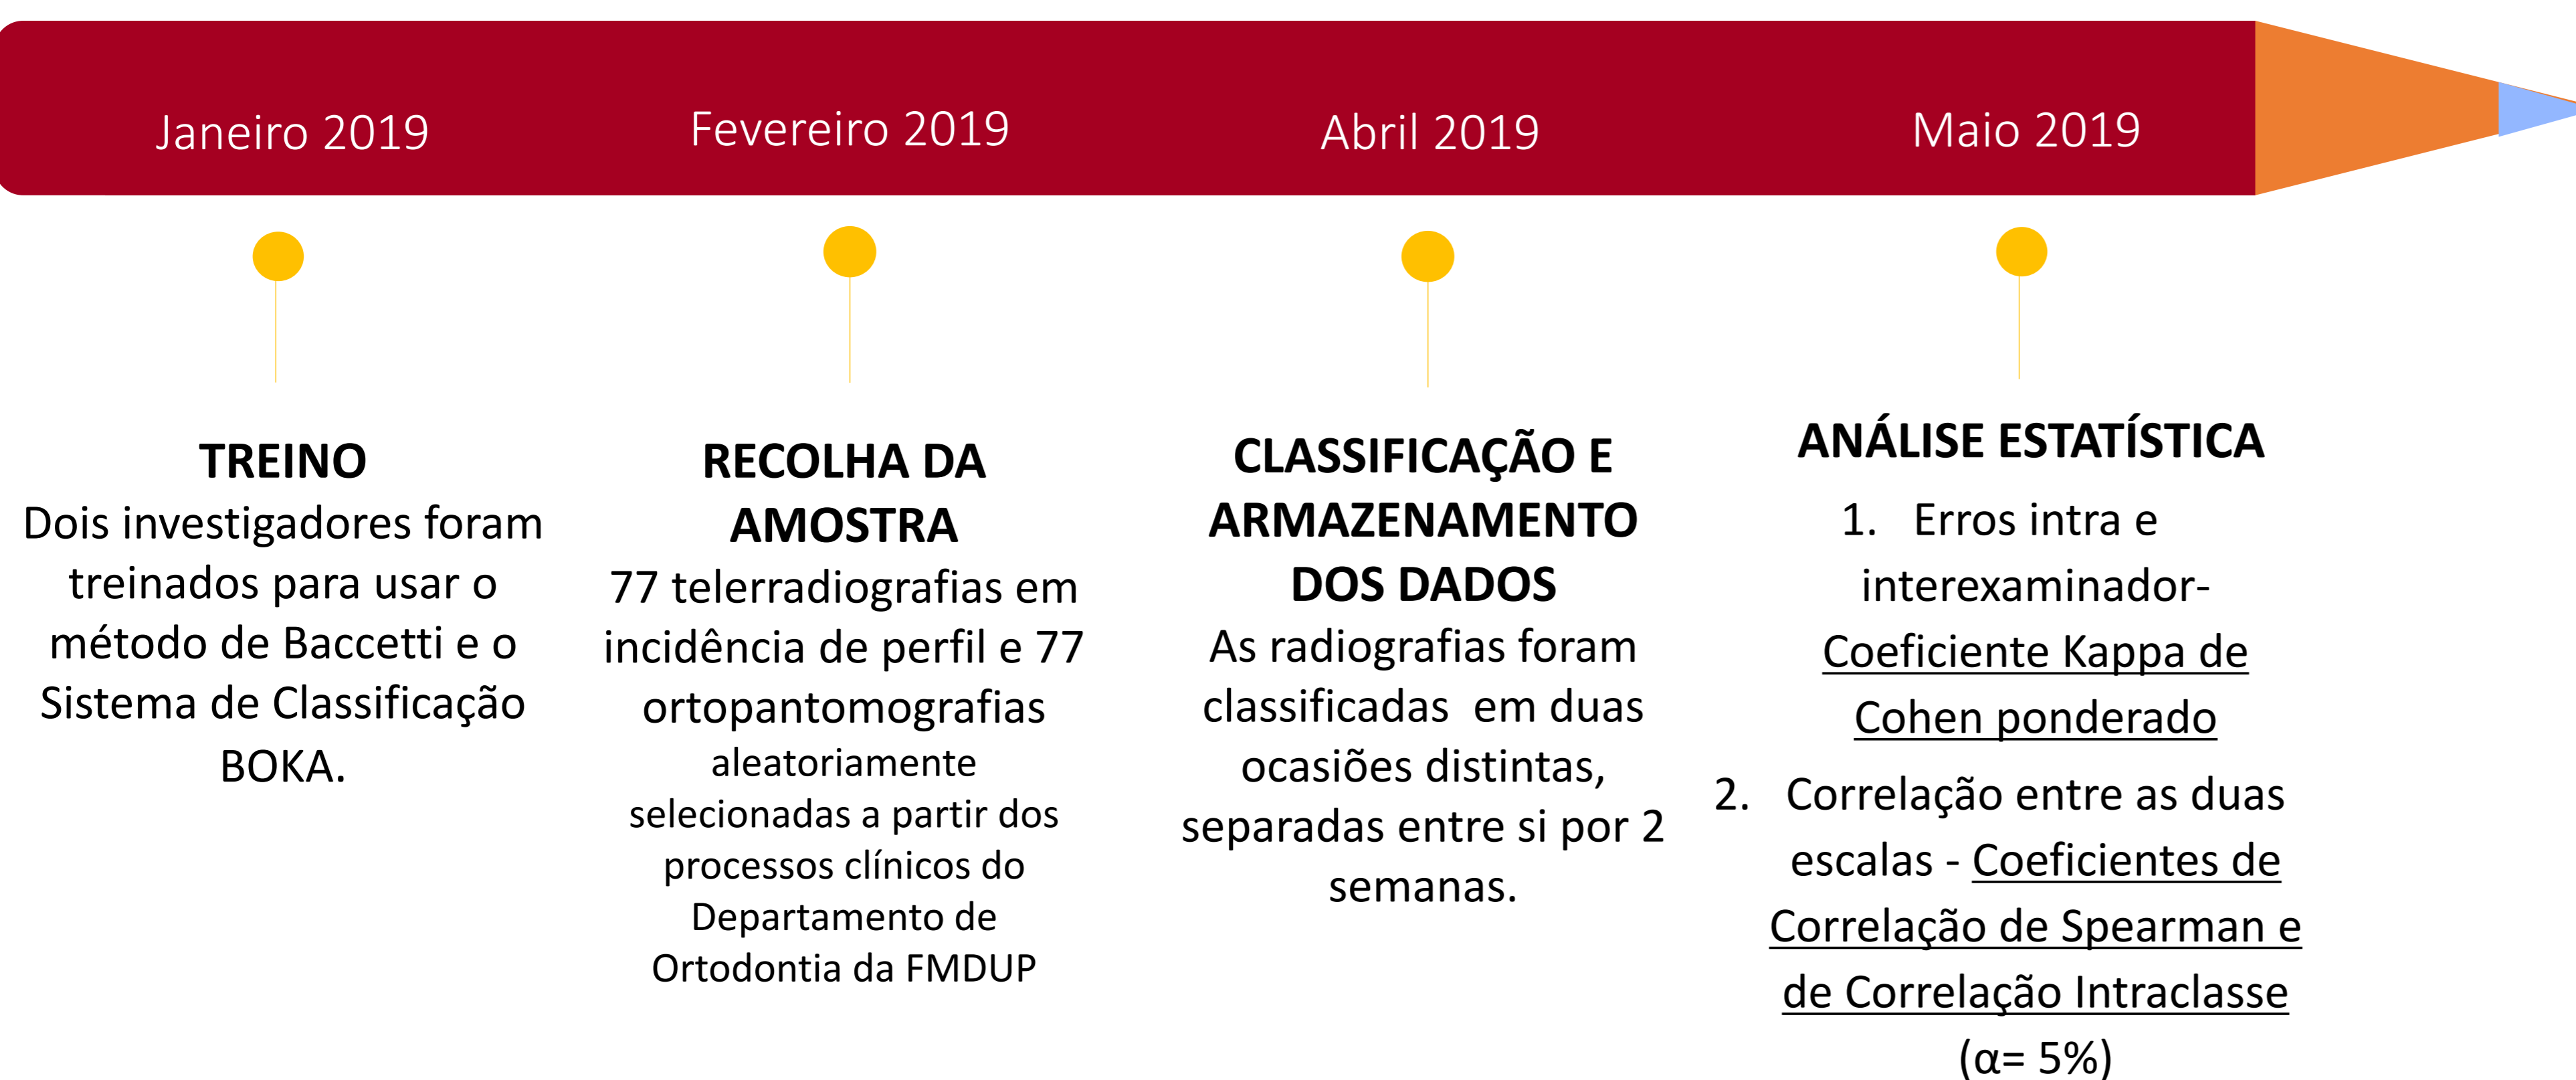 Janeiro 2019
Fevereiro 2019
Abril 2019
Maio 2019
TREINO
Dois investigadores foram
treinados para usar o
método de Baccetti e o
Sistema de Classificação
BOKA.
RECOLHA DA
AMOSTRA
77 telerradiografias em
incidência de perfil e 77
ortopantomografias
aleatoriamente
selecionadas a partir dos
processos clínicos do
Departamento de
Ortodontia da FMDUP
CLASSIFICAÇÃO E
ARMAZENAMENTO
DOS DADOS
As radiografias foram
classificadas  em duas
ocasiões distintas,
separadas entre si por 2
semanas.
ANÁLISE ESTATÍSTICA
1. Erros intra e
interexaminador-
Coeficiente Kappa de
Cohen ponderado
2. Correlação entre as duas
escalas - Coeficientes de
Correlação de Spearman e
de Correlação Intraclasse
(α= 5%)